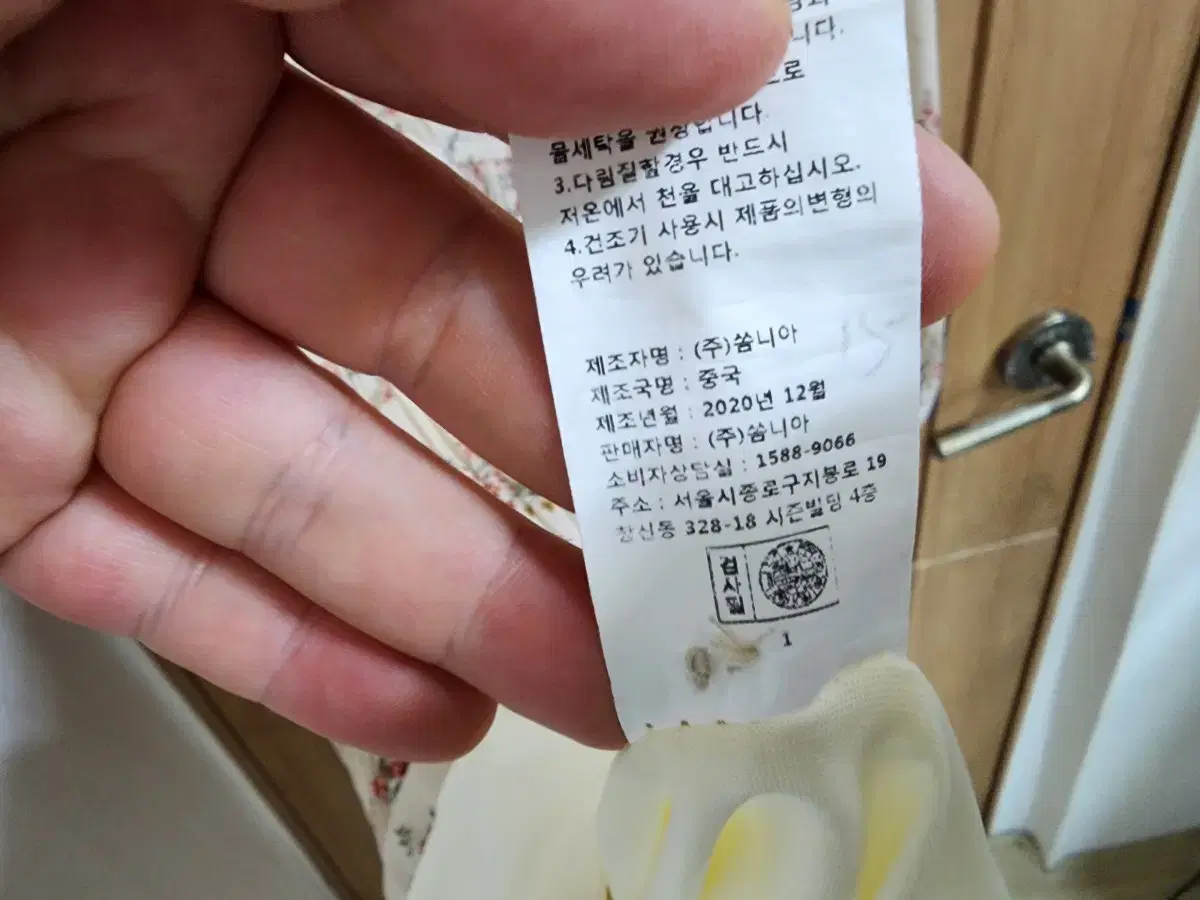 니다.
로
물세탁을 권장합니다.
3.다림질할경우 반드시
저온에서 천을 대고하십시오.
4.건조기 사용시 제품의변형의
우려가 있습니다.
제조자명 : (주)쏨니아
제조국명 : 중국
제조년월 : 2020년 12월
판매자명 : (주)쏨니아
소비자상담실 : 1588-9066
주소 : 서울시종로구지봉로 19
창신동 328-18 시즌빌딩 4층
검사필
1